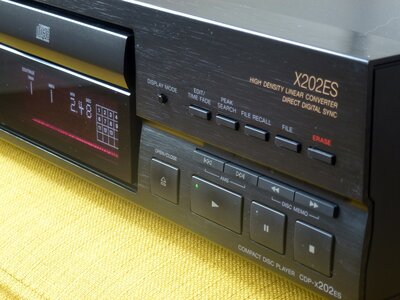 X202ES
HIGH DENSITY LINEAR CONVERTER
DIRECT DIGITAL SYNC
DISPLAY MODE
EDIT/
TIME FADE
PEAK
SEARCH
FILE RECALL
FILE
ERASE
OPEN/CLOSE
AMS
DISC MEMO
COMPACT DISC PLAYER CDP-X202ES